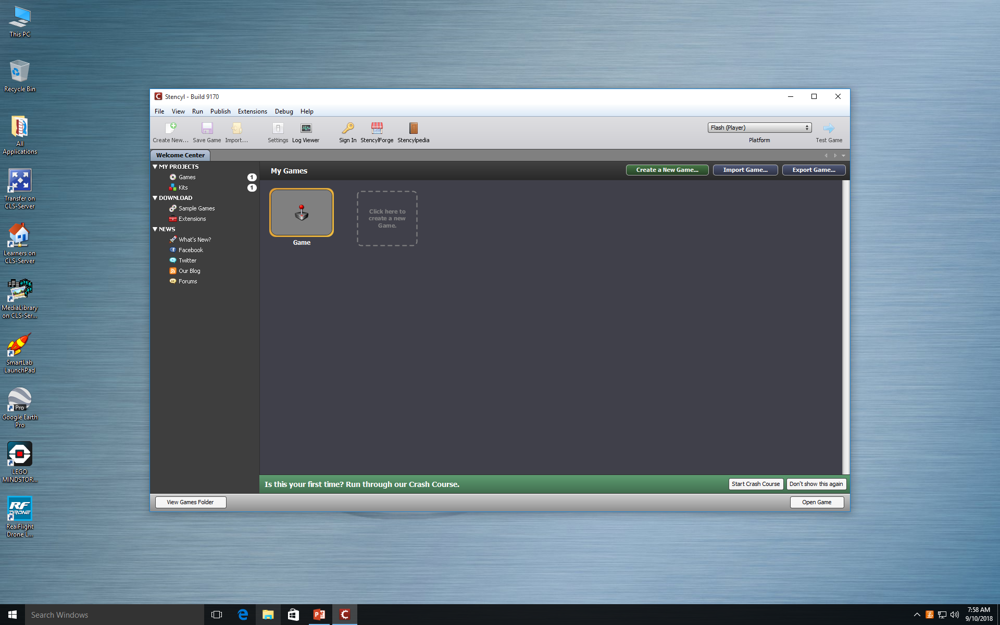 This PC
Recycle Bin
All
Applications
Transfer on
CLS-Server
Learners on
CLS-Server
MediaLibrary
on CLS-Ser...
SmartLab
LaunchPad
Pro
Google Earth
Pro
LEGO
MINDSTOR...
RF
DRONE
RealFlight
Drone L...
Stencyl - Build 9170
File View Run Publish Extensions Debug Help
Create New... Save Game Import... Settings Log Viewer Sign In StencylForge Stencylpedia
Flash (Player)
Platform
Test Game
Welcome Center
MY PROJECTS
Games 1
Kits 1
DOWNLOAD
Sample Games
Extensions
NEWS
What's New?
Facebook
Twitter
Our Blog
Forums
My Games
Create a New Game... Import Game... Export Game...
Game
Click here to
create a new
Game.
Is this your first time? Run through our Crash Course.
Start Crash Course Don't show this again
View Games Folder
Open Game
Search Windows
7:58 AM
9/10/2018